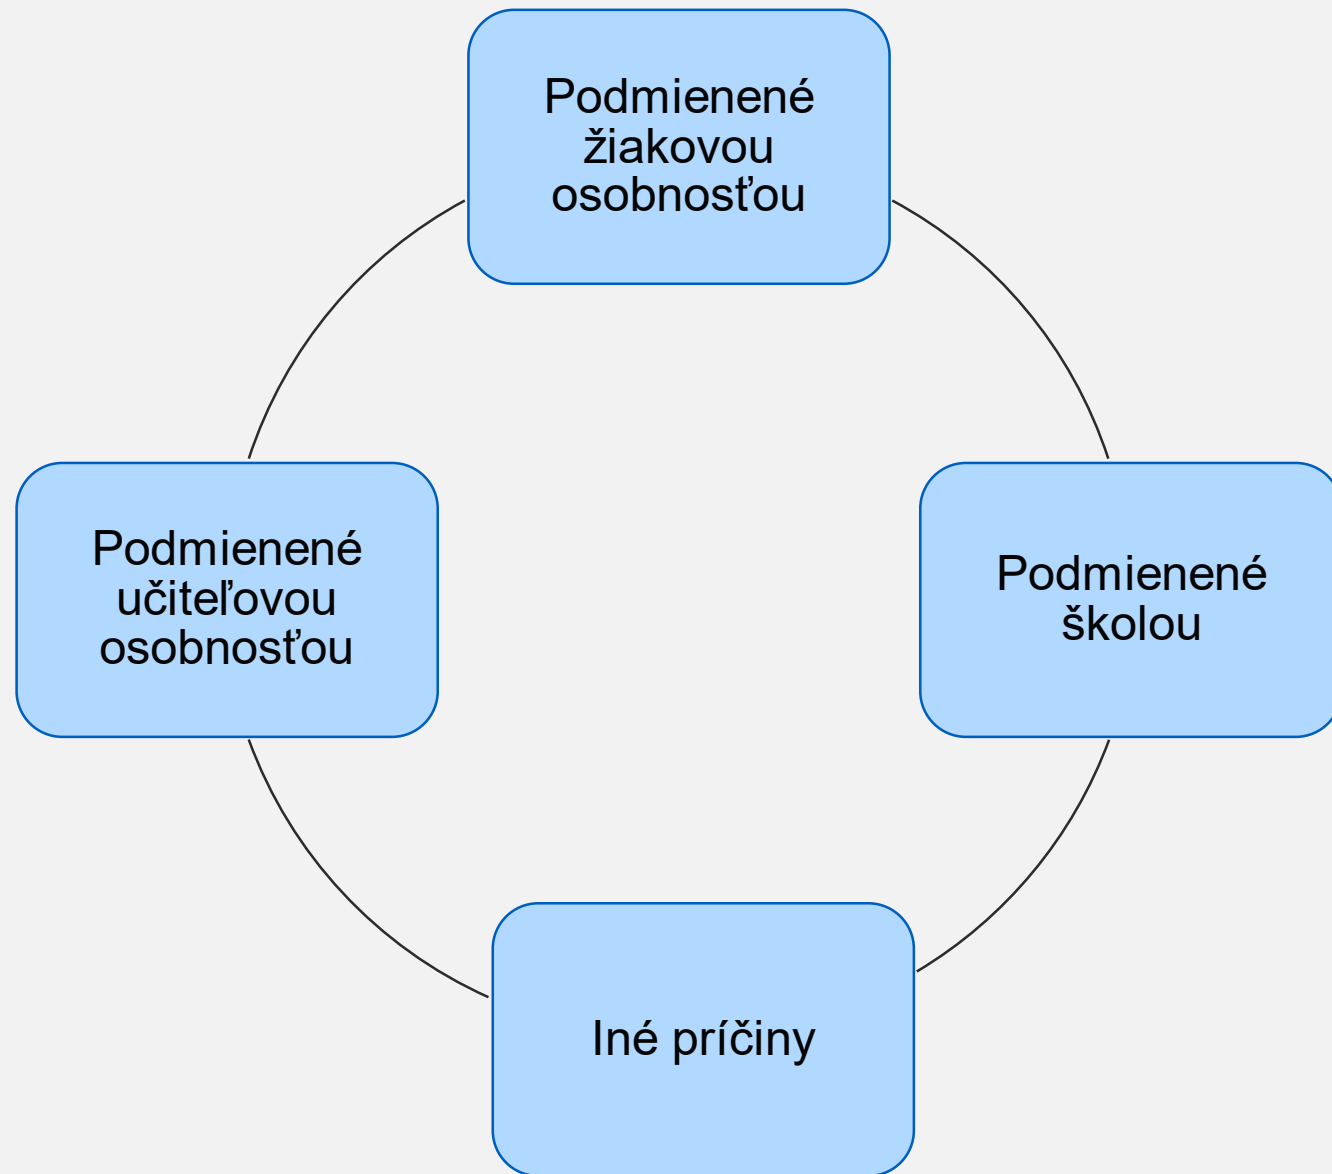 Podmienené
žiakovou
osobnosťou
Podmienené
učiteľovou
osobnosťou
Podmienené
školou
Iné príčiny